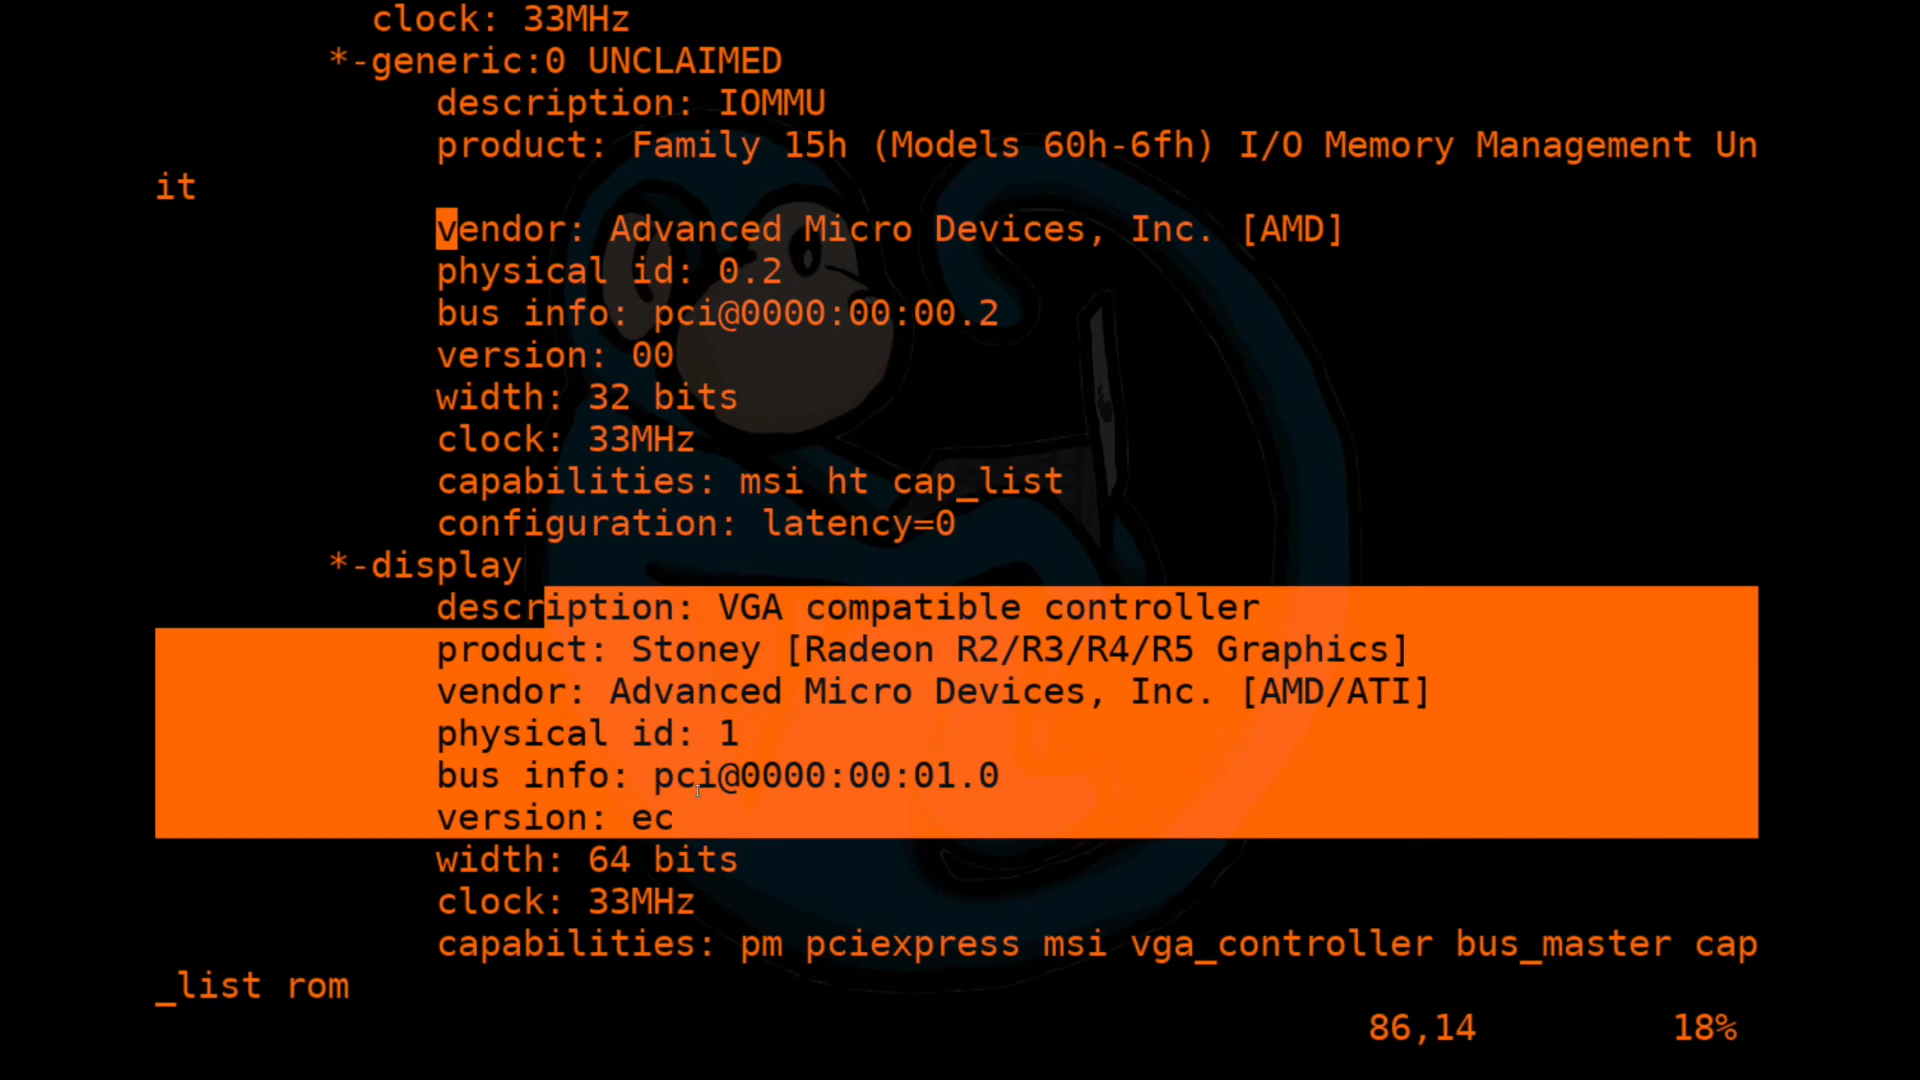 clock: 33MHz
*-generic:0 UNCLAIMED
description: IOMMU
product: Family 15h (Models 60h-6fh) I/O Memory Management Un
it
vendor: Advanced Micro Devices, Inc. [AMD]
physical id: 0.2
bus info: pci@0000:00:00.2
version: 00
width: 32 bits
clock: 33MHz
capabilities: msi ht cap_list
configuration: latency=0
*-display
description: VGA compatible controller
product: Stoney [Radeon R2/R3/R4/R5 Graphics]
vendor: Advanced Micro Devices, Inc. [AMD/ATI]
physical id: 1
bus info: pci@0000:00:01.0
version: ec
width: 64 bits
clock: 33MHz
capabilities: pm pciexpress msi vga_controller bus_master cap
_list rom
86,14 18%